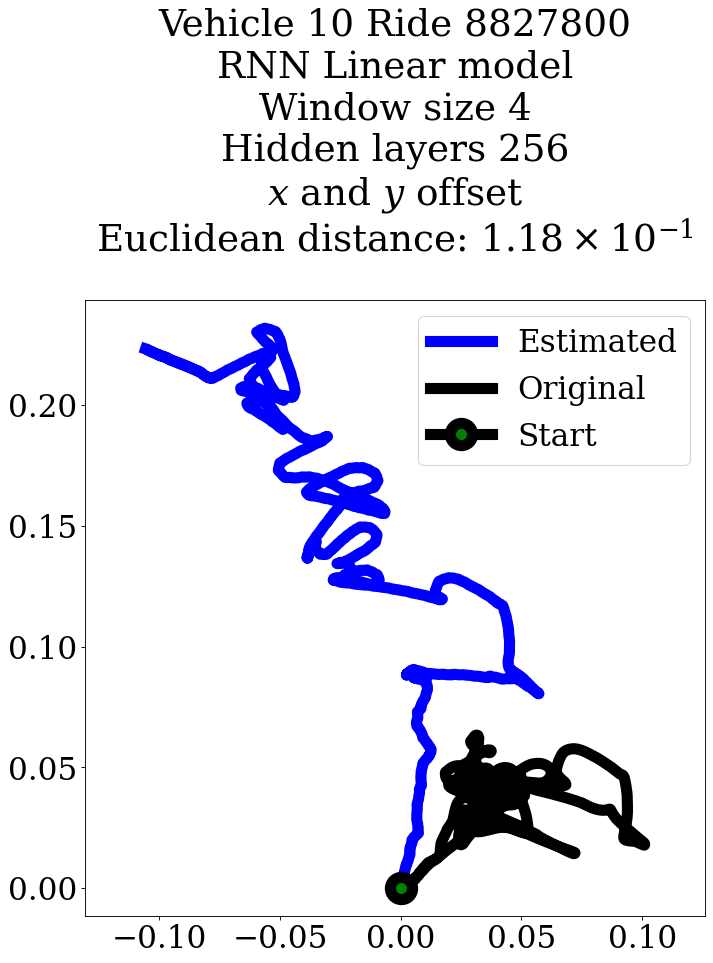 Vehicle 10 Ride 8827800
RNN Linear model
Window size 4
Hidden layers 256
x and y offset
Euclidean distance: 1.18 × 10⁻¹
Estimated
Original
Start
0.20
0.15
0.10
0.05
0.00
−0.10 −0.05 0.00 0.05 0.10